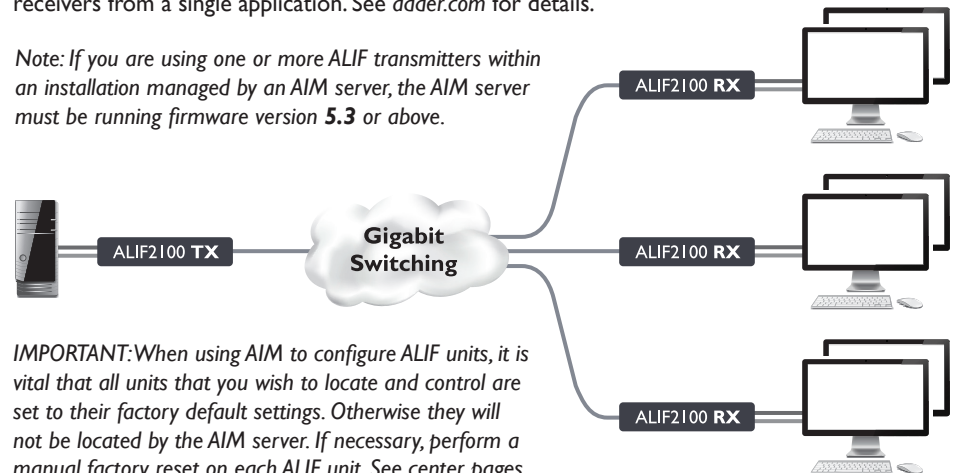 receivers from a single application. See adder.com for details.
Note: If you are using one or more ALIF transmitters within
an installation managed by an AIM server, the AIM server
must be running firmware version 5.3 or above.
ALIF2100 RX
ALIF2100 TX
Gigabit
Switching
ALIF2100 RX
IMPORTANT: When using AIM to configure ALIF units, it is
vital that all units that you wish to locate and control are
set to their factory default settings. Otherwise they will
not be located by the AIM server. If necessary, perform a
manual factory reset on each ALIF unit. See center pages
ALIF2100 RX